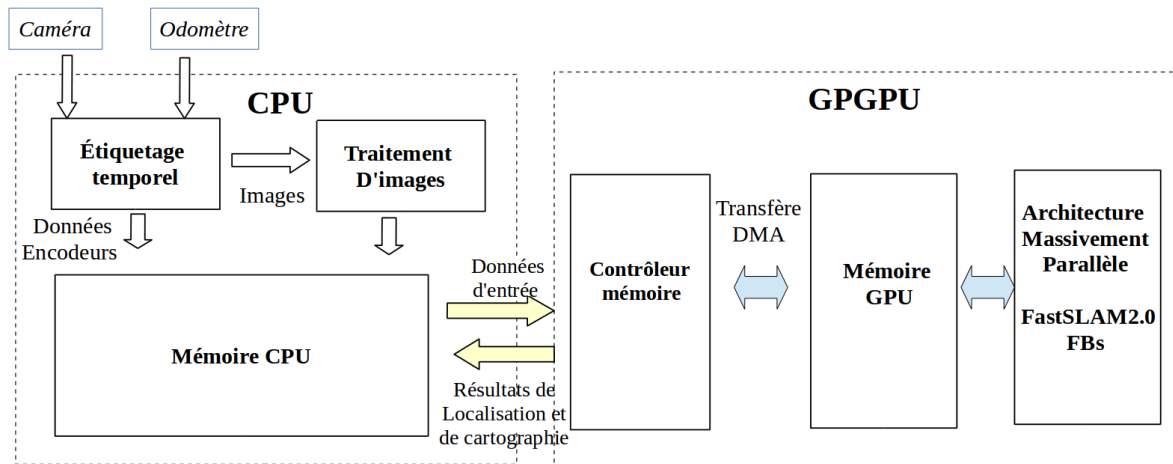 Caméra
Odomètre
CPU
Étiquetage
temporel
Images
Traitement
D'images
Données
Encodeurs
Mémoire CPU
Données
d'entrée
Résultats de
Localisation et
de cartographie
GPGPU
Contrôleur
mémoire
Transfère
DMA
Mémoire
GPU
Architecture
Massivement
Parallèle
FastSLAM2.0
FBs